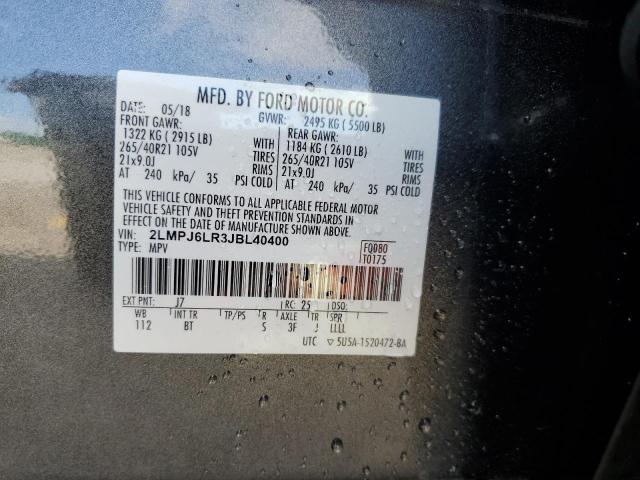 MFD. BY FORD MOTOR CO.
DATE: 05/18 GVWR: 2495 KG ( 5500 LB)
FRONT GAWR: REAR GAWR:
1322 KG ( 2915 LB) WITH 1184 KG ( 2610 LB) WITH
265/40R21 105V TIRES 265/40R21 105V TIRES
21x9.0J RIMS 21x9.0J RIMS
AT 240 kPa/ 35 PSI COLD AT 240 kPa/ 35 PSI COLD
THIS VEHICLE CONFORMS TO ALL APPLICABLE FEDERAL MOTOR
VEHICLE SAFETY AND THEFT PREVENTION STANDARDS IN
EFFECT ON THE DATE OF MANUFACTURE SHOWN ABOVE.
VIN: 2LMPJ6LR3JBL40400 F0080
TYPE: MPV T0175
EXT PNT: J7 RC: 25 DSO:
WB INT TR TP/PS R AXLE TR SPR
112 BT S 3F J LLLL
UTC ▽ 5U5A-1520472-BA